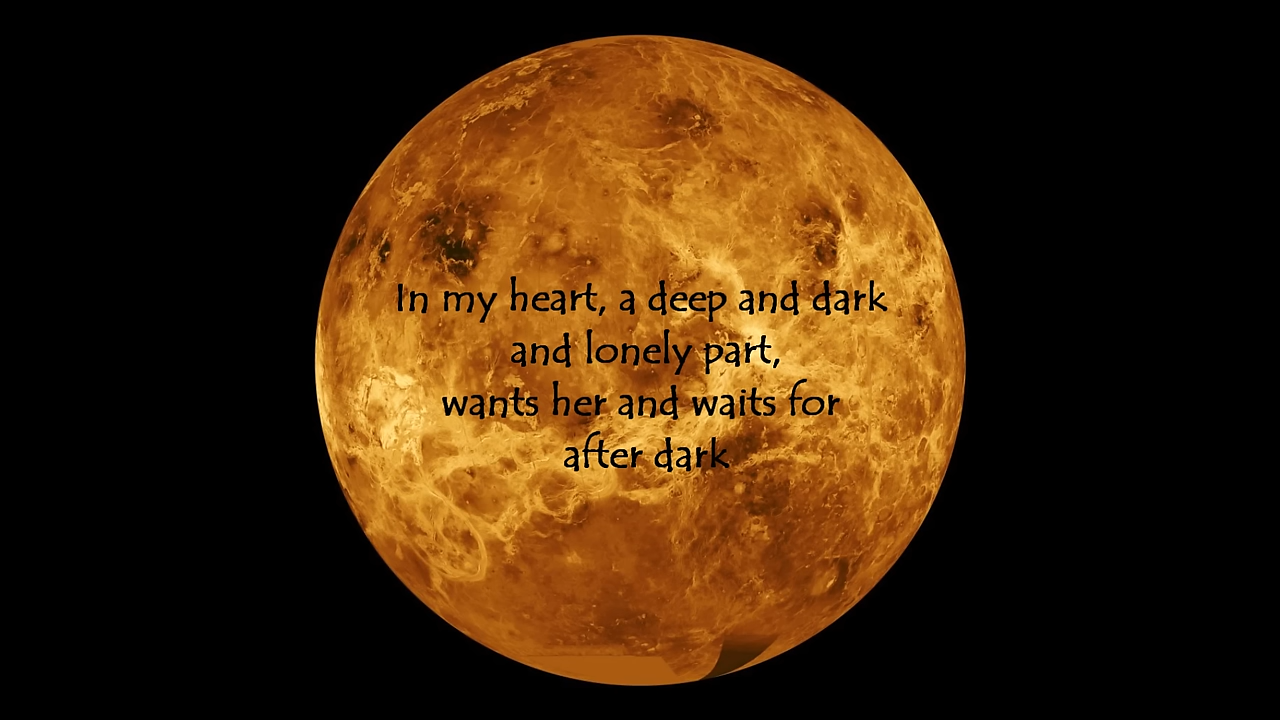 In my heart, a deep and dark
and lonely part,
wants her and waits for
after dark